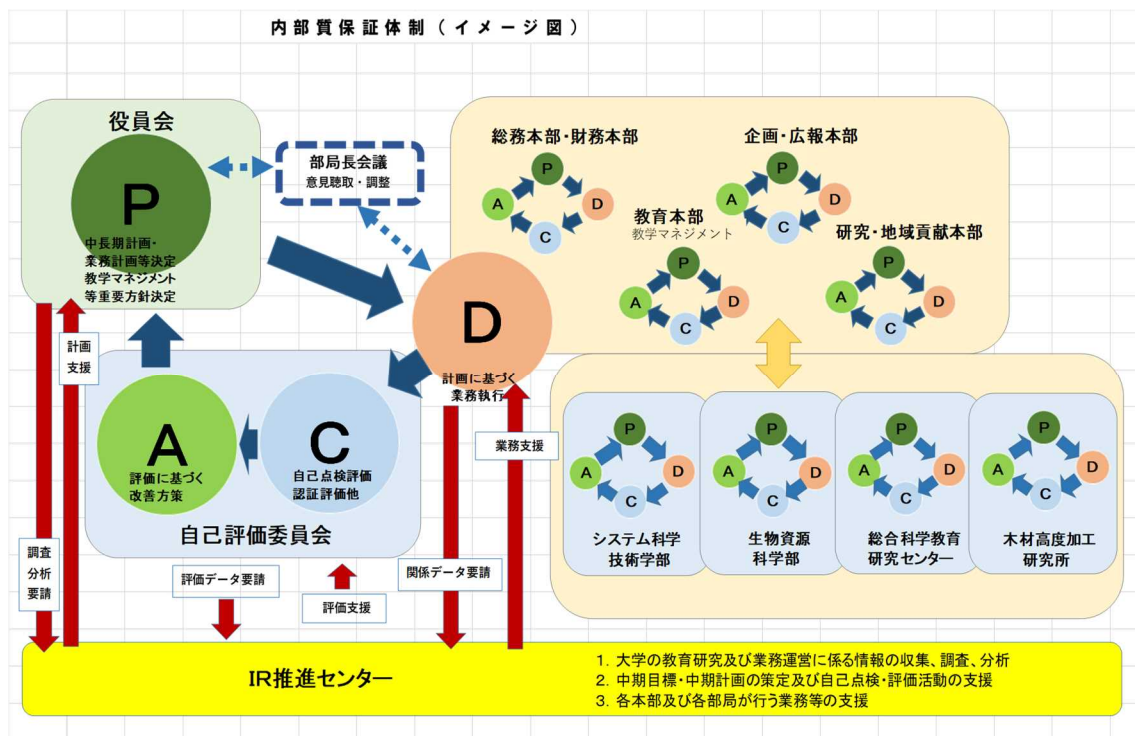 内部質保証体制(イメージ図)
役員会
P
中長期計画・
業務計画等決定
教学マネジメント
等重要方針決定
部局長会議
意見聴取・調整
D
計画に基づく
業務執行
C
自己点検評価
認証評価他
A
評価に基づく
改善方策
自己評価委員会
総務本部・財務本部
P
D
C
A
企画・広報本部
P
D
C
A
教育本部
教学マネジメント
P
D
C
A
研究・地域貢献本部
P
D
C
A
P
D
C
A
システム科学
技術学部
P
D
C
A
生物資源
科学部
P
D
C
A
総合科学教育
研究センター
P
D
C
A
木材高度加工
研究所
計画
支援
調査
分析
要請
評価データ要請
評価支援
関係データ要請
業務支援
IR推進センター
1. 大学の教育研究及び業務運営に係る情報の収集、調査、分析
2. 中期目標・中期計画の策定及び自己点検・評価活動の支援
3. 各本部及び各部局が行う業務等の支援